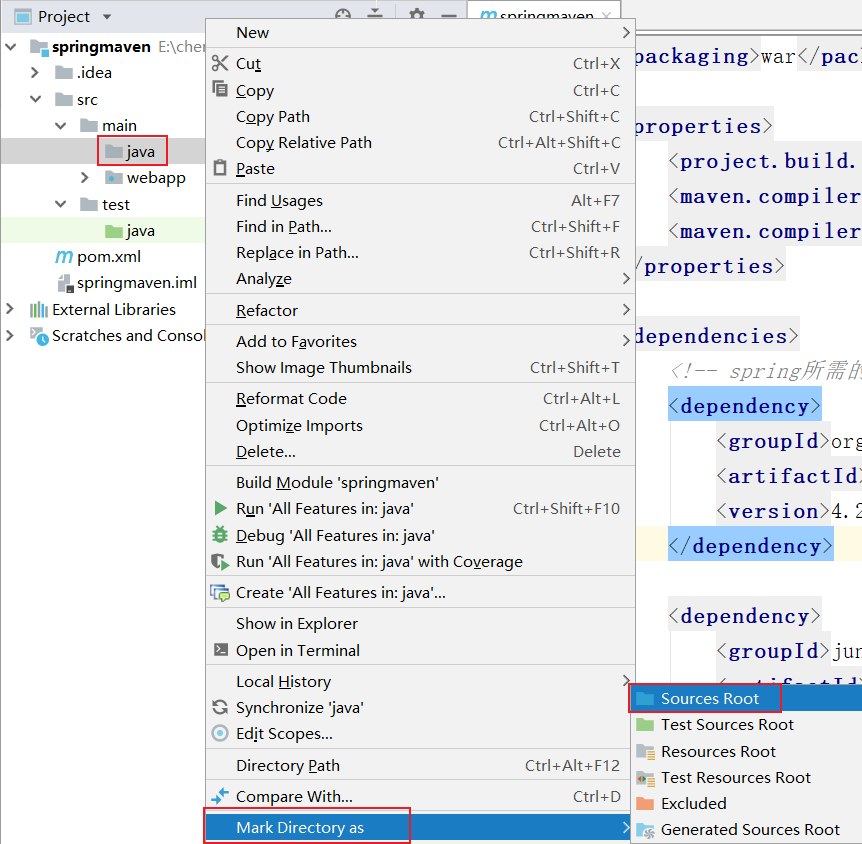 Project
springmaven
springmaven E:\cher
.idea
src
main
java
webapp
test
java
pom.xml
springmaven.iml
External Libraries
Scratches and Consol
New
Cut Ctrl+X
Copy Ctrl+C
Copy Path Ctrl+Shift+C
Copy Relative Path Ctrl+Alt+Shift+C
Paste Ctrl+V
Find Usages Alt+F7
Find in Path... Ctrl+Shift+F
Replace in Path... Ctrl+Shift+R
Analyze
Refactor
Add to Favorites
Show Image Thumbnails Ctrl+Shift+T
Reformat Code Ctrl+Alt+L
Optimize Imports Ctrl+Alt+O
Delete... Delete
Build Module 'springmaven'
Run 'All Features in: java' Ctrl+Shift+F10
Debug 'All Features in: java'
Run 'All Features in: java' with Coverage
Create 'All Features in: java'...
Show in Explorer
Open in Terminal
Local History
Synchronize 'java'
Edit Scopes...
Directory Path Ctrl+Alt+F12
Compare With... Ctrl+D
Mark Directory as
Sources Root
Test Sources Root
Resources Root
Test Resources Root
Excluded
Generated Sources Root
packaging>war</pack
properties>
<project.build.
<maven.compiler
<maven.compiler
/properties>
dependencies>
<!-- spring所需的
<dependency>
<groupId>org
<artifactId>
<version>4.2
</dependency>
<dependency>
<groupId>jun